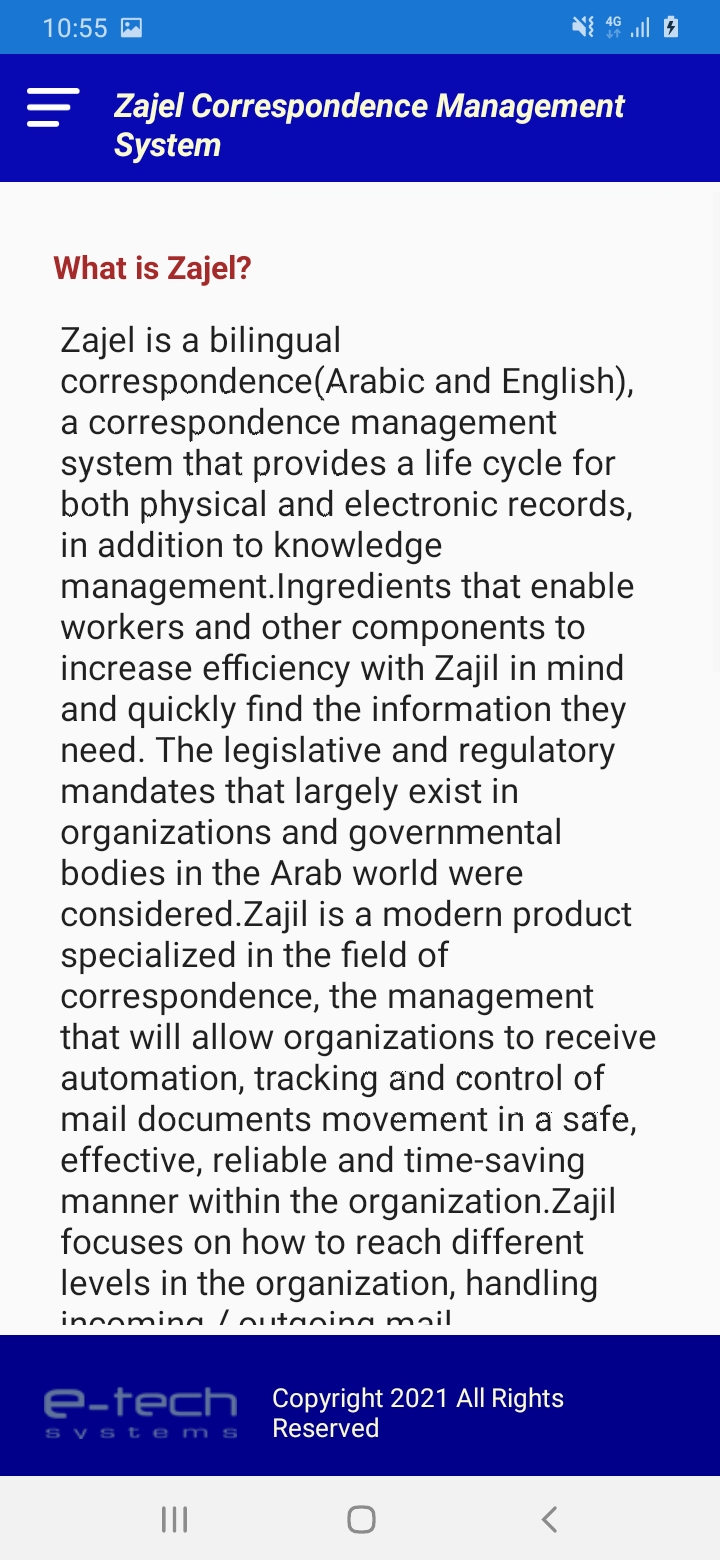 10:55
4G
Zajel Correspondence Management
System
What is Zajel?
Zajel is a bilingual
correspondence(Arabic and English),
a correspondence management
system that provides a life cycle for
both physical and electronic records,
in addition to knowledge
management.Ingredients that enable
workers and other components to
increase efficiency with Zajil in mind
and quickly find the information they
need. The legislative and regulatory
mandates that largely exist in
organizations and governmental
bodies in the Arab world were
considered.Zajil is a modern product
specialized in the field of
correspondence, the management
that will allow organizations to receive
automation, tracking and control of
mail documents movement in a safe,
effective, reliable and time-saving
manner within the organization.Zajil
focuses on how to reach different
levels in the organization, handling
incoming / outgoing mail
e-tech
systems
Copyright 2021 All Rights
Reserved